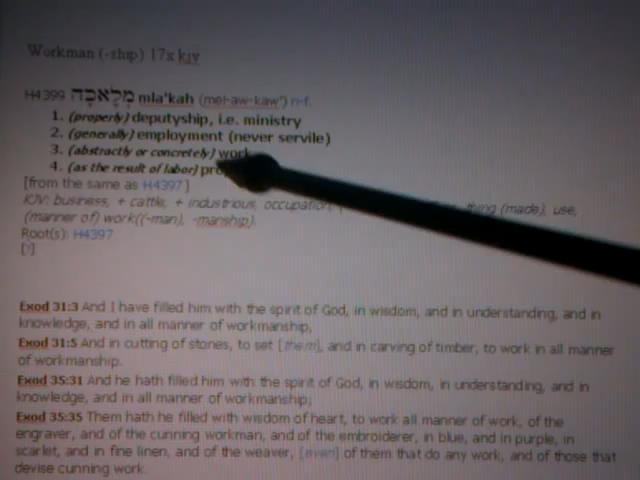 Workman (-ship) 17x kjv
H4399 מְלָאכָה mla'kah (mel-aw-kaw') n-f.
1. (properly) deputyship, i.e. ministry
2. (generally) employment (never servile)
3. (abstractly or concretely) work
4. (as the result of labor)
[from the same as H4397]
KJV: business, + cattle, + industrious, occupation, thing (made), use,
(manner of) work((-man), -manship).
Root(s): H4397
[?]
Exod 31:3 And I have filled him with the spirit of God, in wisdom, and in understanding, and in
knowledge, and in all manner of workmanship,
Exod 31:5 And in cutting of stones, to set [them], and in carving of timber, to work in all manner
of workmanship.
Exod 35:31 And he hath filled him with the spirit of God, in wisdom, in understanding, and in
knowledge, and in all manner of workmanship;
Exod 35:35 Them hath he filled with wisdom of heart, to work all manner of work, of the
engraver, and of the cunning workman, and of the embroiderer, in blue, and in purple, in
scarlet, and in fine linen, and of the weaver, [even] of them that do any work, and of those that
devise cunning work.